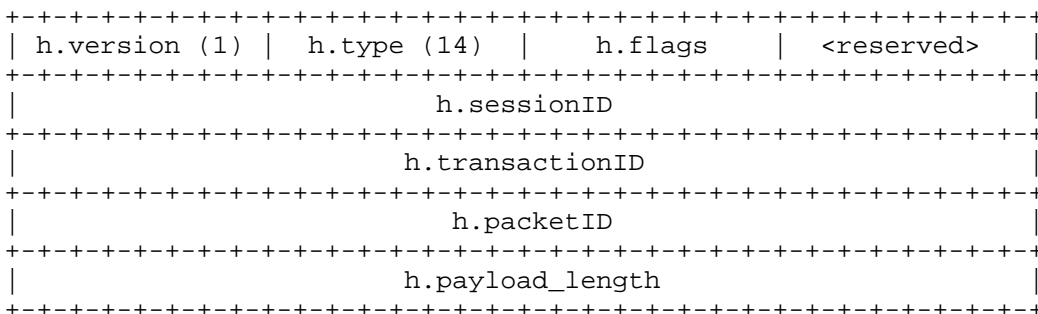 +-+-+-+-+-+-+-+-+-+-+-+-+-+-+-+-+-+-+-+-+-+-+-+-+-+-+-+-+-+-+-+-+
| h.version (1) | h.type (14) | h.flags | <reserved> |
+-+-+-+-+-+-+-+-+-+-+-+-+-+-+-+-+-+-+-+-+-+-+-+-+-+-+-+-+-+-+-+-+
| h.sessionID |
+-+-+-+-+-+-+-+-+-+-+-+-+-+-+-+-+-+-+-+-+-+-+-+-+-+-+-+-+-+-+-+-+
| h.transactionID |
+-+-+-+-+-+-+-+-+-+-+-+-+-+-+-+-+-+-+-+-+-+-+-+-+-+-+-+-+-+-+-+-+
| h.packetID |
+-+-+-+-+-+-+-+-+-+-+-+-+-+-+-+-+-+-+-+-+-+-+-+-+-+-+-+-+-+-+-+-+
| h.payload_length |
+-+-+-+-+-+-+-+-+-+-+-+-+-+-+-+-+-+-+-+-+-+-+-+-+-+-+-+-+-+-+-+-+